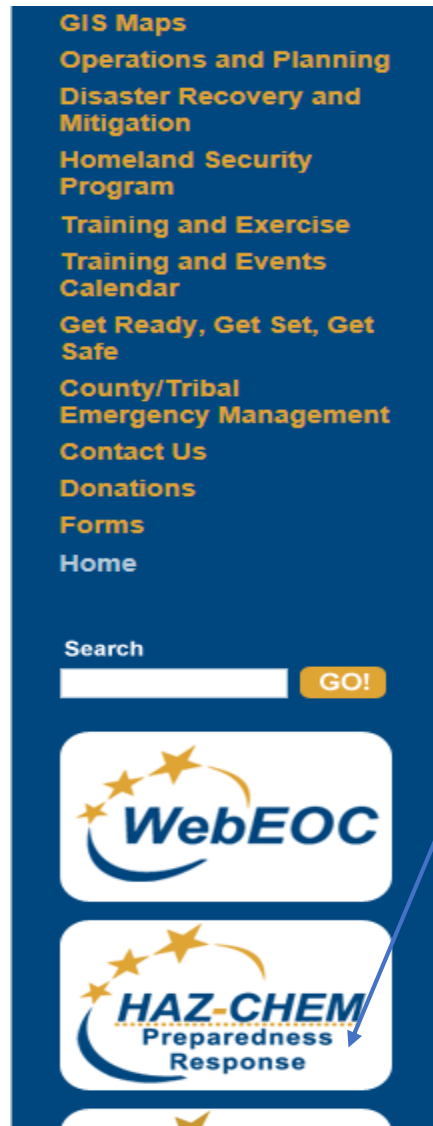 GIS Maps
Operations and Planning
Disaster Recovery and
Mitigation
Homeland Security
Program
Training and Exercise
Training and Events
Calendar
Get Ready, Get Set, Get
Safe
County/Tribal
Emergency Management
Contact Us
Donations
Forms
Home
Search
GO!
WebEOC
HAZ-CHEM
Preparedness
Response